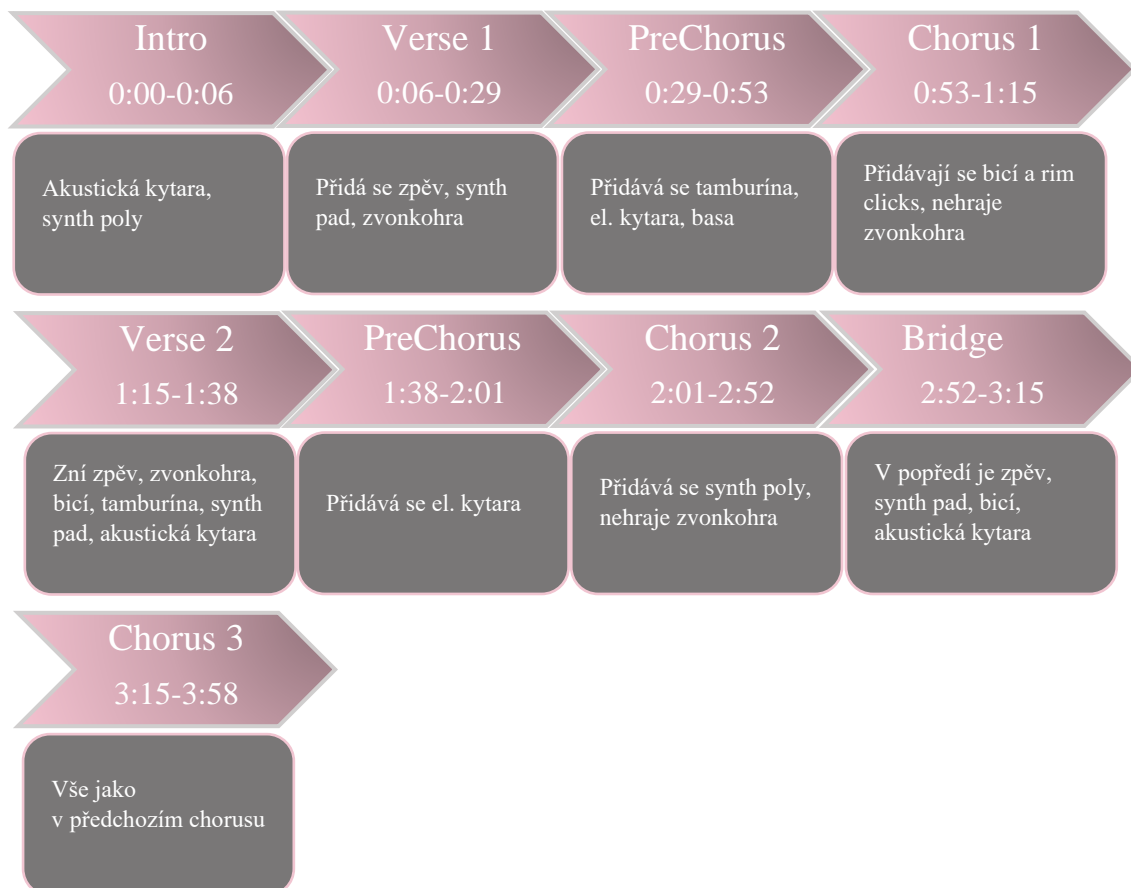 Intro
0:00-0:06
Verse 1
0:06-0:29
PreChorus
0:29-0:53
Chorus 1
0:53-1:15
Akustická kytara,
synth poly
Přidá se zpěv, synth
pad, zvonkohra
Přidává se tamburína,
el. kytara, basa
Přidávají se bicí a rim
clicks, nehraje
zvonkohra
Verse 2
1:15-1:38
PreChorus
1:38-2:01
Chorus 2
2:01-2:52
Bridge
2:52-3:15
Zní zpěv, zvonkohra,
bicí, tamburína, synth
pad, akustická kytara
Přidává se el. kytara
Přidává se synth poly,
nehraje zvonkohra
V popředí je zpěv,
synth pad, bicí,
akustická kytara
Chorus 3
3:15-3:58
Vše jako
v předchozím chorusu